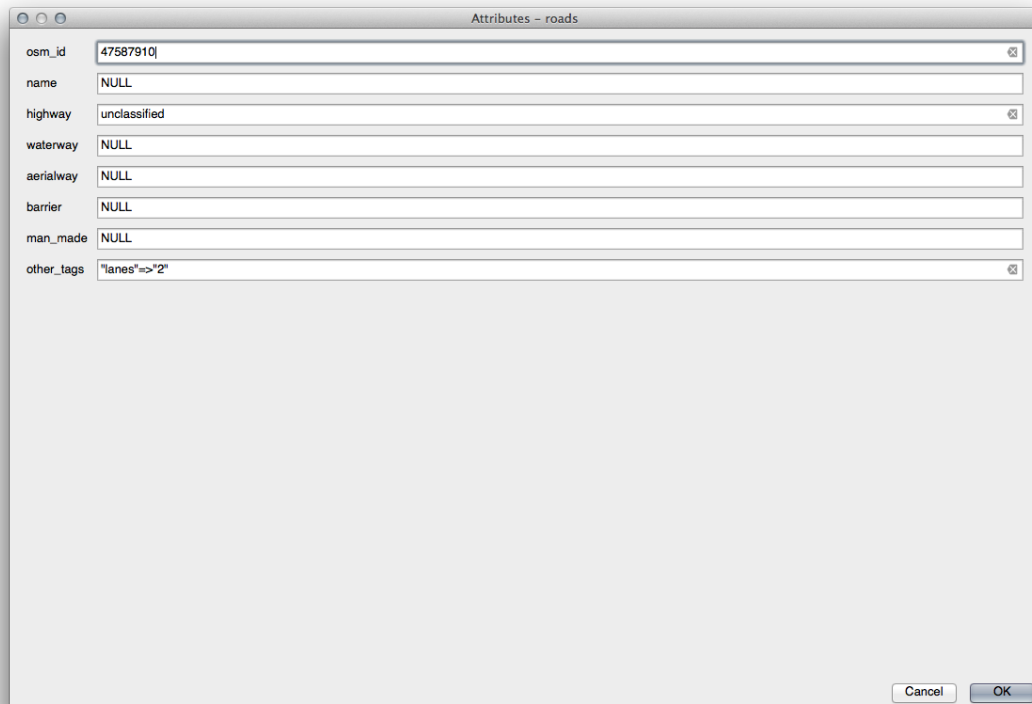 Attributes - roads
osm_id 47587910
name NULL
highway unclassified
waterway NULL
aerialway NULL
barrier NULL
man_made NULL
other_tags "lanes"=>"2"
Cancel OK